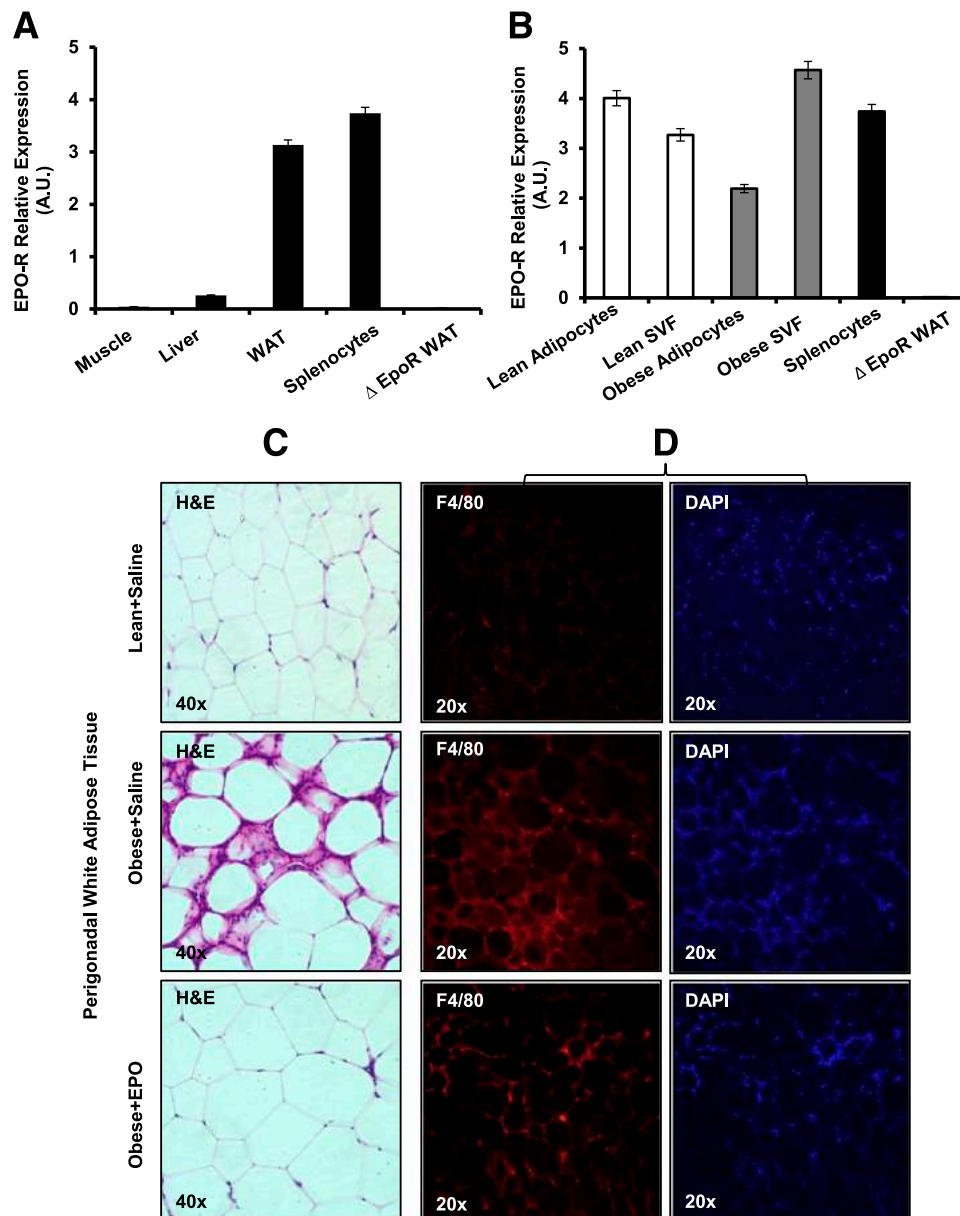 A
EPO-R Relative Expression
(A.U.)
5
4
3
2
1
0
Muscle
Liver
WAT
Splenocytes
Δ EpoR WAT
B
EPO-R Relative Expression
(A.U.)
5
4
3
2
1
0
Lean Adipocytes
Lean SVF
Obese Adipocytes
Obese SVF
Splenocytes
Δ EpoR WAT
C
D
Perigonadal White Adipose Tissue
Lean+Saline
H&E
40x
F4/80
20x
DAPI
20x
Obese+Saline
H&E
40x
F4/80
20x
DAPI
20x
Obese+EPO
H&E
40x
F4/80
20x
DAPI
20x